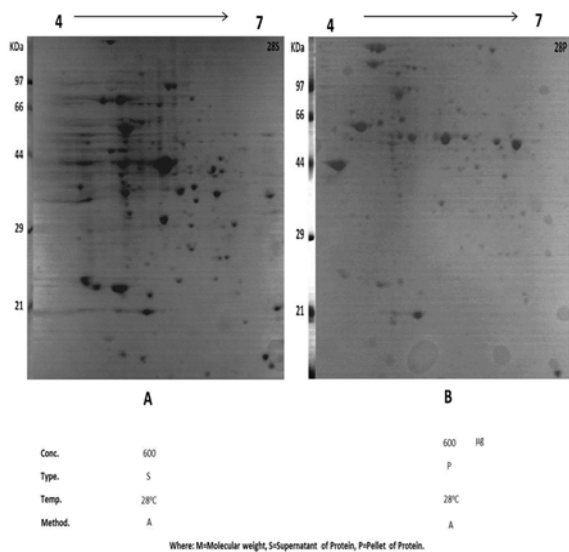 4 7
KDa
28S
97
66
44
29
21
A
4 7
KDa
28P
97
66
44
29
21
B
Conc. 600 600 µg
Type. S P
Temp. 28ºC 28ºC
Method. A A
Where: M=Molecular weight, S=Supernatant of Protein, P=Pellet of Protein.